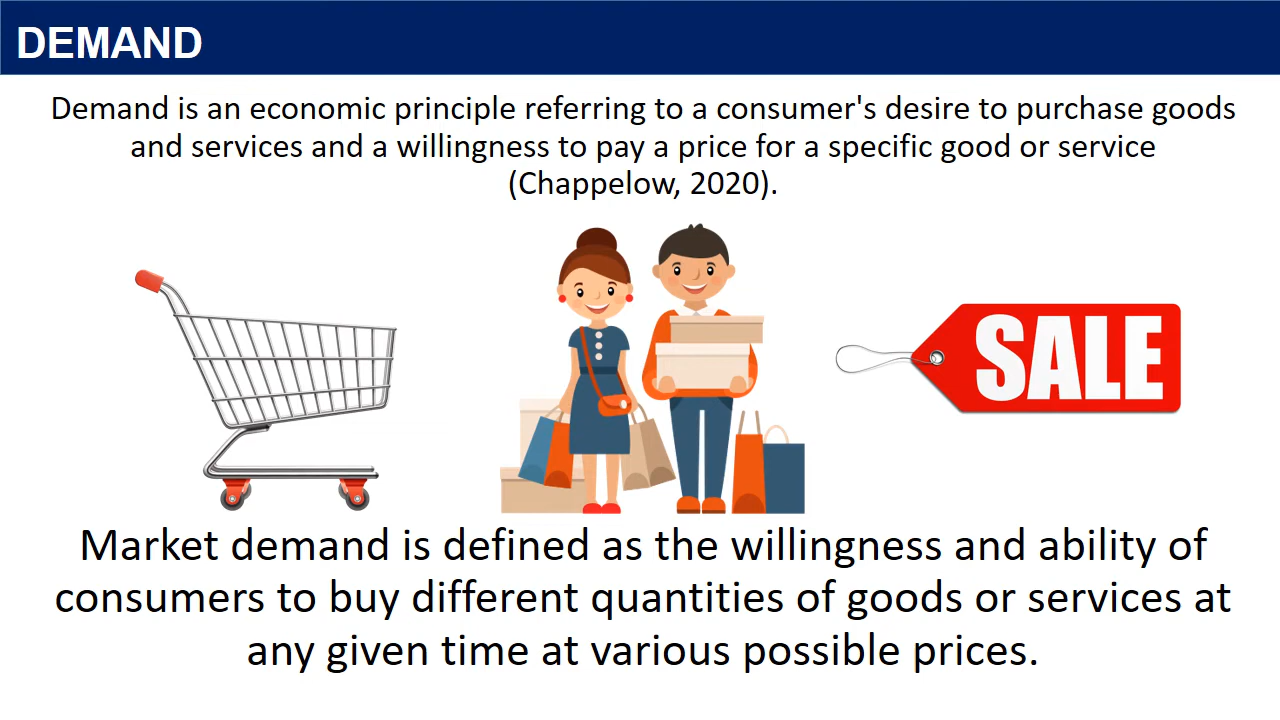 DEMAND
Demand is an economic principle referring to a consumer's desire to purchase goods
and services and a willingness to pay a price for a specific good or service
(Chappelow, 2020).
SALE
Market demand is defined as the willingness and ability of
consumers to buy different quantities of goods or services at
any given time at various possible prices.